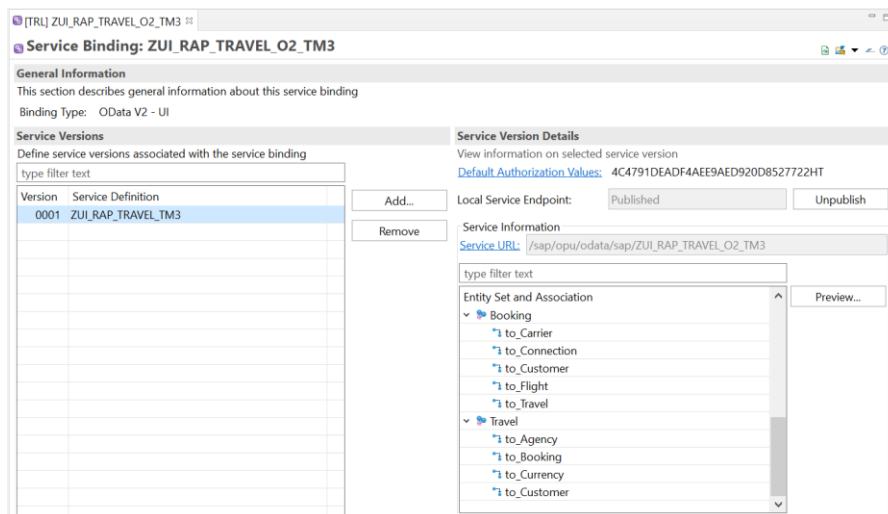 [TRL] ZUI_RAP_TRAVEL_O2_TM3
Service Binding: ZUI_RAP_TRAVEL_O2_TM3
General Information
This section describes general information about this service binding
Binding Type: OData V2 - UI
Service Versions
Define service versions associated with the service binding
type filter text
Version Service Definition
0001 ZUI_RAP_TRAVEL_TM3
Add...
Remove
Service Version Details
View information on selected service version
Default Authorization Values: 4C4791DEADF4AEE9AED920D8527722HT
Local Service Endpoint: Published Unpublish
Service Information
Service URL: /sap/opu/odata/sap/ZUI_RAP_TRAVEL_O2_TM3
type filter text
Entity Set and Association
Preview...
Booking
to_Carrier
to_Connection
to_Customer
to_Flight
to_Travel
Travel
to_Agency
to_Booking
to_Currency
to_Customer